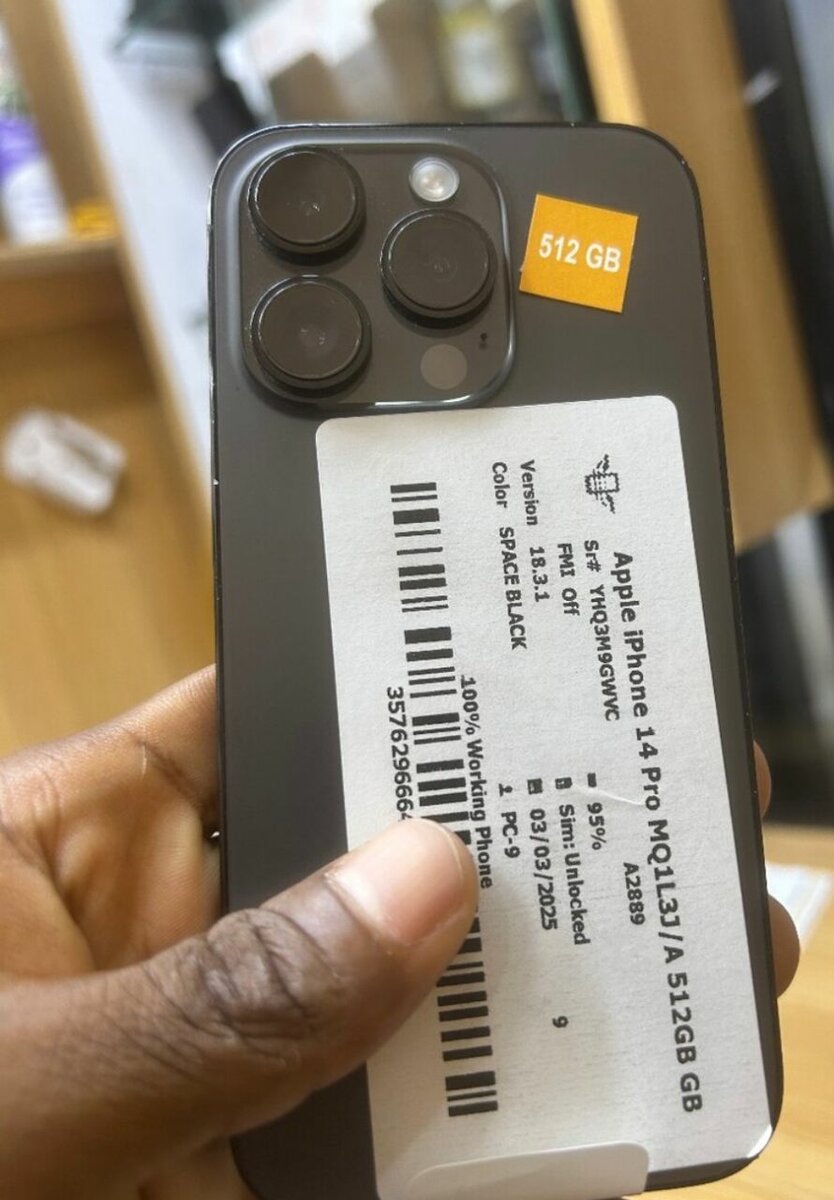 512 GB
Apple iPhone 14 Pro MQ1L3J/A 512GB GB
A2889
Sr# YHQ3M9GWVC
95%
FMI Off
Sim: Unlocked
Version 18.3.1
03/03/2025
9
Color SPACE BLACK
PC-9
100% Working Phone
3576296664